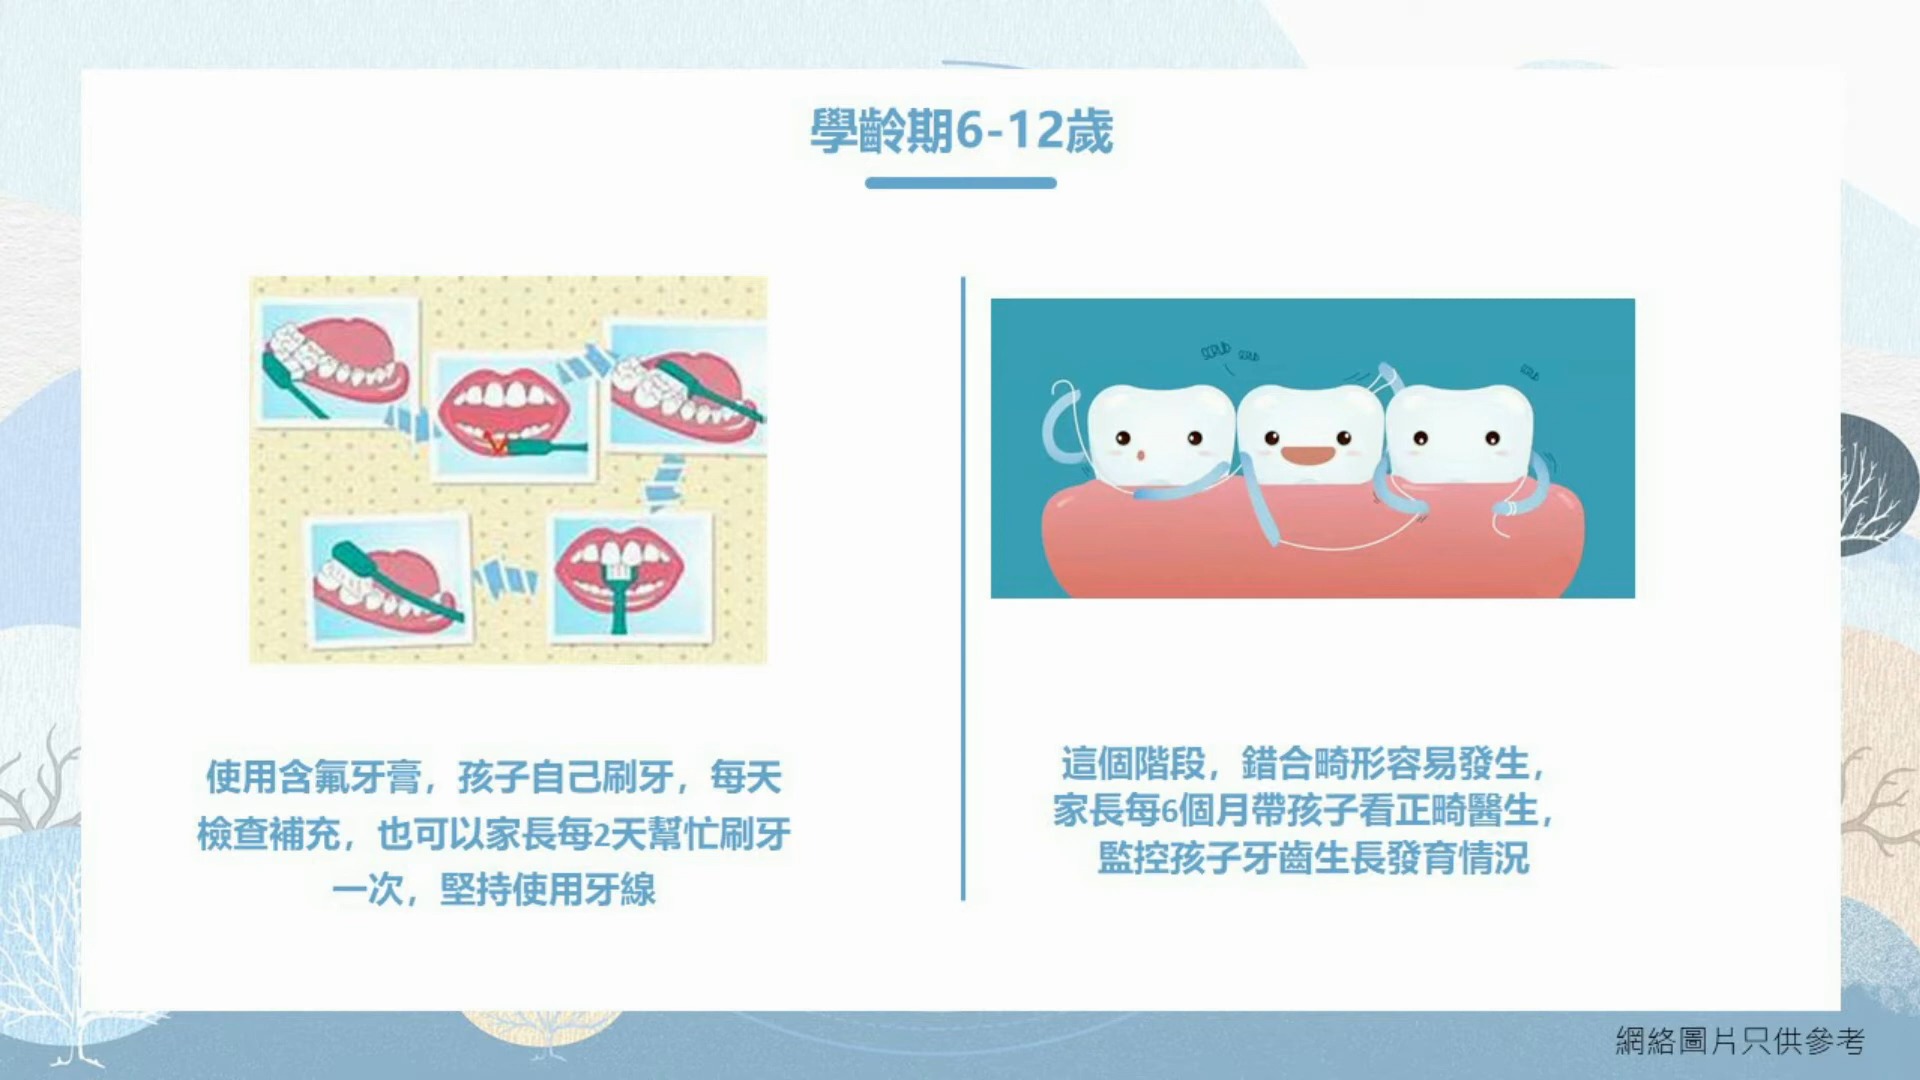 學齡期6-12歲
scrub scrub
scrub
使用含氟牙膏，孩子自己刷牙，每天
檢查補充，也可以家長每2天幫忙刷牙
一次，堅持使用牙線
這個階段，錯合畸形容易發生，
家長每6個月帶孩子看正畸醫生，
監控孩子牙齒生長發育情況
網絡圖片只供參考